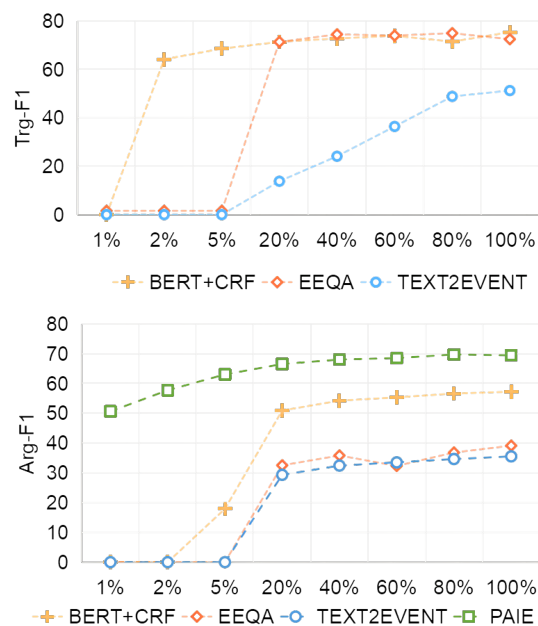 80
60
40
20
0
Trg-F1
1% 2% 5% 20% 40% 60% 80% 100%
BERT+CRF EEQA TEXT2EVENT
80
70
60
50
40
30
20
10
0
Arg-F1
1% 2% 5% 20% 40% 60% 80% 100%
BERT+CRF EEQA TEXT2EVENT PAIE